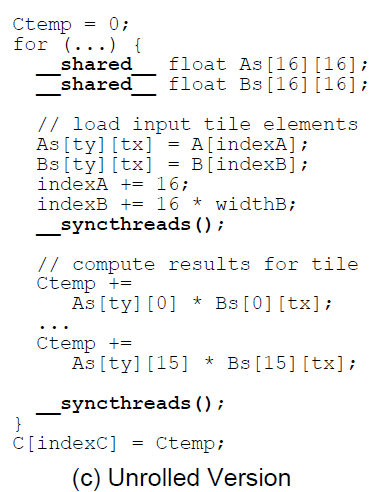 Ctemp = 0;
for (...) {
__shared__ float As[16][16];
__shared__ float Bs[16][16];
// load input tile elements
As[ty][tx] = A[indexA];
Bs[ty][tx] = B[indexB];
indexA += 16;
indexB += 16 * widthB;
__syncthreads();
// compute results for tile
Ctemp +=
As[ty][0] * Bs[0][tx];
...
Ctemp +=
As[ty][15] * Bs[15][tx];
__syncthreads();
}
C[indexC] = Ctemp;
(c) Unrolled Version